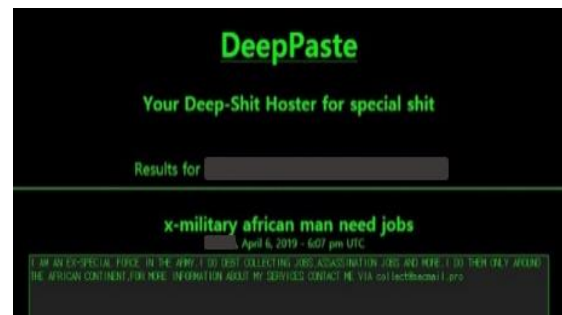 DeepPaste
Your Deep-Shit Hoster for special shit
Results for
x-military african man need jobs
April 6, 2019 - 6:07 pm UTC
I AM AN EX-SPECIAL FORCE IN THE ARMY.I DO DEBT COLLECTING JOBS,ASSASSINATION JOBS AND MORE.I DO THEM ONLY AROUND
THE AFRICAN CONTINENT,FOR MORE INFORMATION ABOUT MY SERVICES CONTACT ME VIA